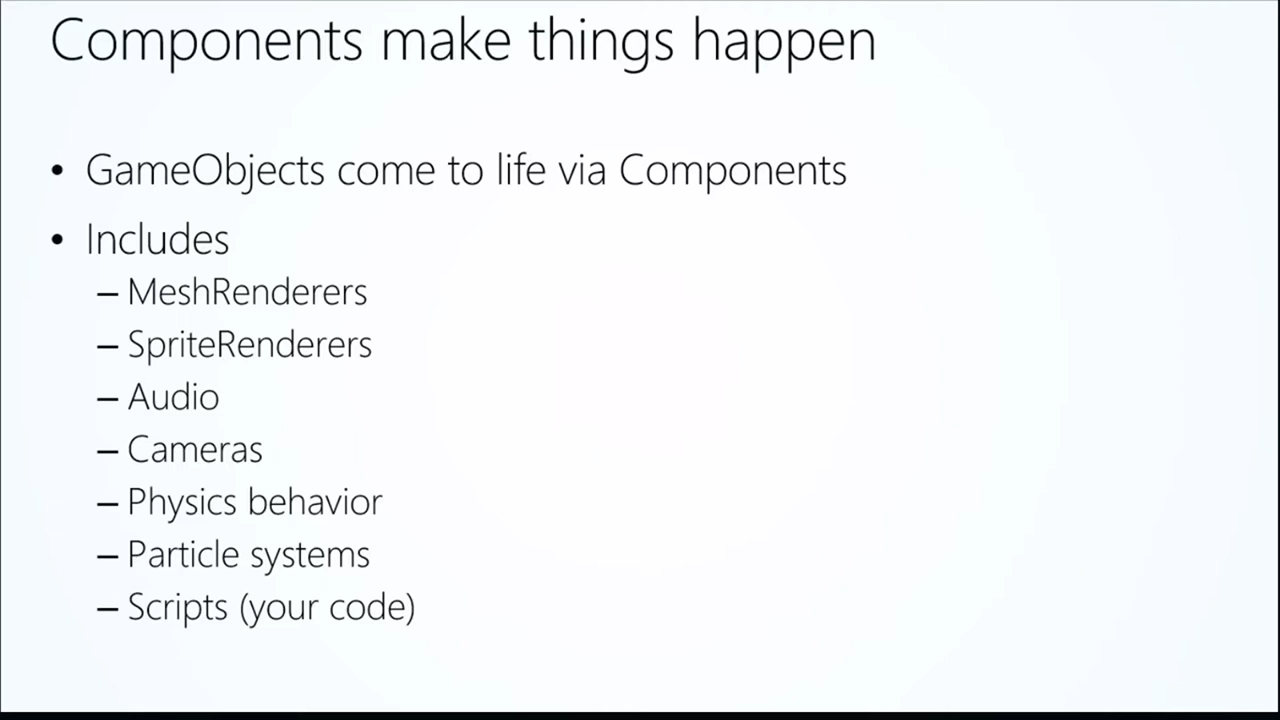 Components make things happen
• GameObjects come to life via Components
• Includes
– MeshRenderers
– SpriteRenderers
– Audio
– Cameras
– Physics behavior
– Particle systems
– Scripts (your code)